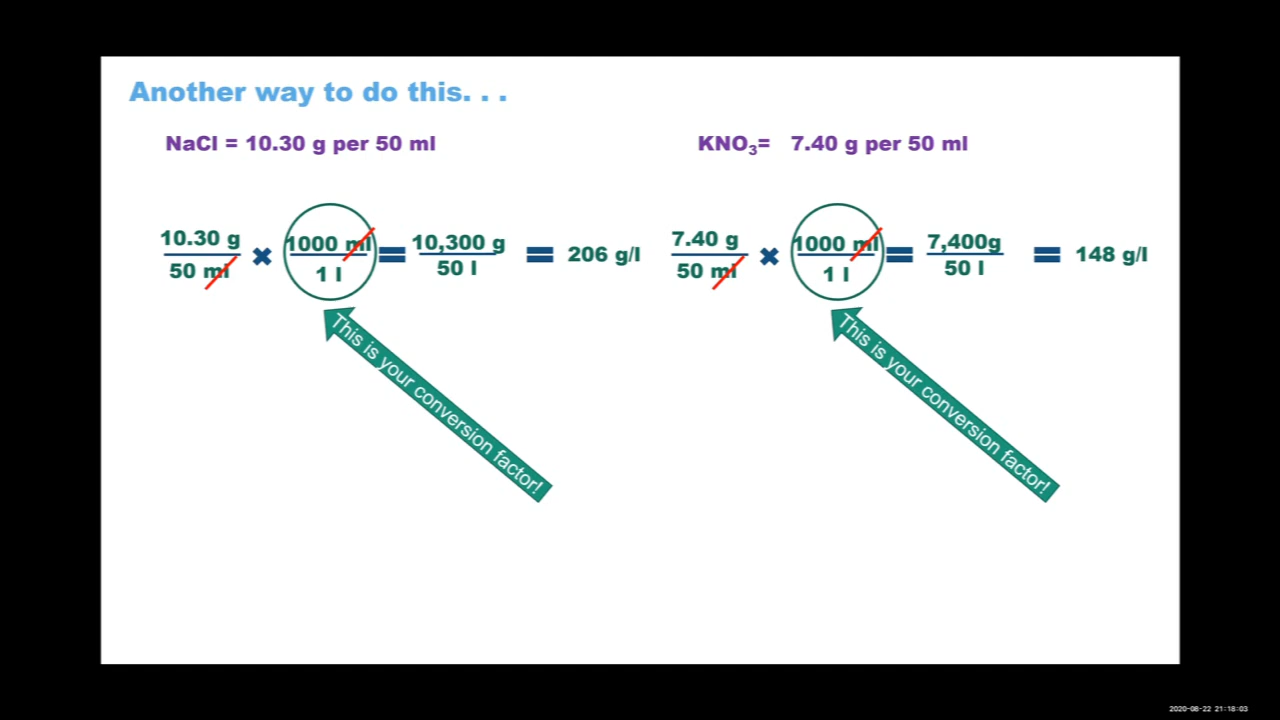 Another way to do this. . .
NaCl = 10.30 g per 50 ml
KNO3= 7.40 g per 50 ml
10.30 g
50 ml
×
1000 ml
1 l
=
10,300 g
50 l
=
206 g/l
7.40 g
50 ml
×
1000 ml
1 l
=
7,400g
50 l
=
148 g/l
This is your conversion factor!
This is your conversion factor!
2020-08-22 21:18:03